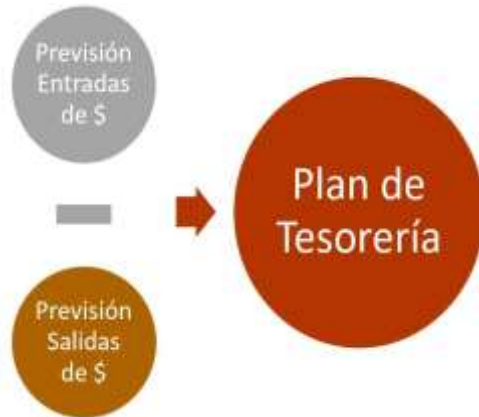 Previsión
Entradas
de $
Plan de
Tesorería
Previsión
Salidas
de $